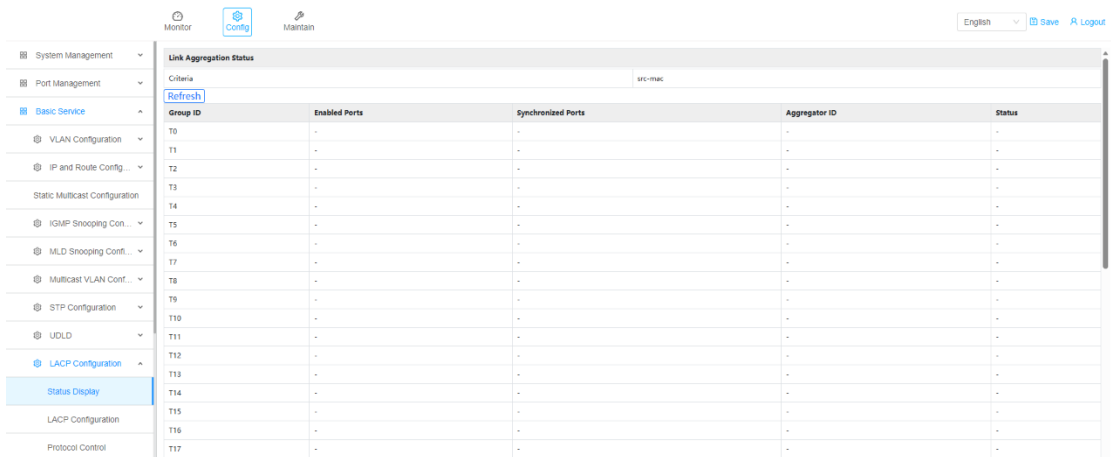 Monitor Config Maintain English Save Logout
System Management
Port Management
Basic Service
VLAN Configuration
IP and Route Config...
Static Multicast Configuration
IGMP Snooping Con...
MLD Snooping Confi...
Multicast VLAN Conf...
STP Configuration
UDLD
LACP Configuration
Status Display
LACP Configuration
Protocol Control
Link Aggregation Status
Criteria src-mac
Refresh
Group ID Enabled Ports Synchronized Ports Aggregator ID Status
T0 - - - -
T1 - - - -
T2 - - - -
T3 - - - -
T4 - - - -
T5 - - - -
T6 - - - -
T7 - - - -
T8 - - - -
T9 - - - -
T10 - - - -
T11 - - - -
T12 - - - -
T13 - - - -
T14 - - - -
T15 - - - -
T16 - - - -
T17 - - - -